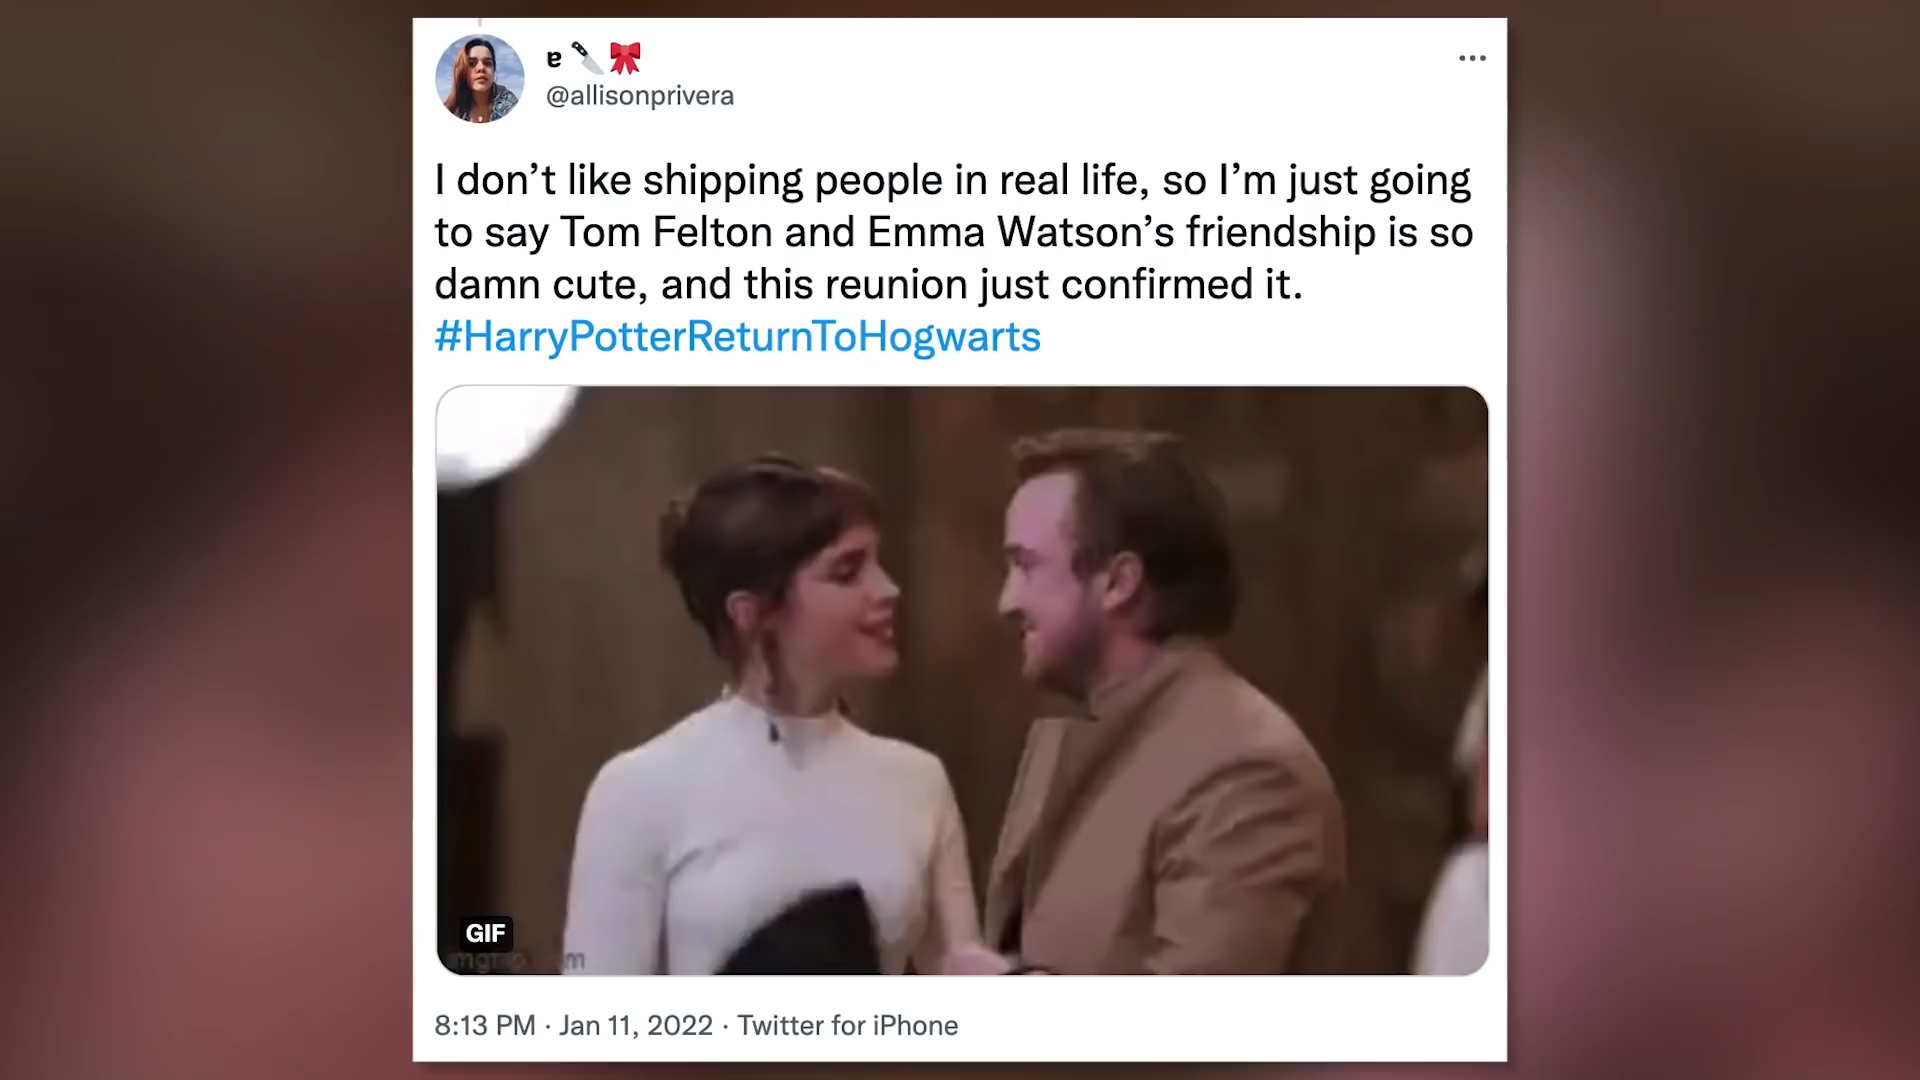 ɐ 🔪🎀
@allisonprivera
I don’t like shipping people in real life, so I’m just going
to say Tom Felton and Emma Watson’s friendship is so
damn cute, and this reunion just confirmed it.
#HarryPotterReturnToHogwarts
GIF
8:13 PM · Jan 11, 2022 · Twitter for iPhone